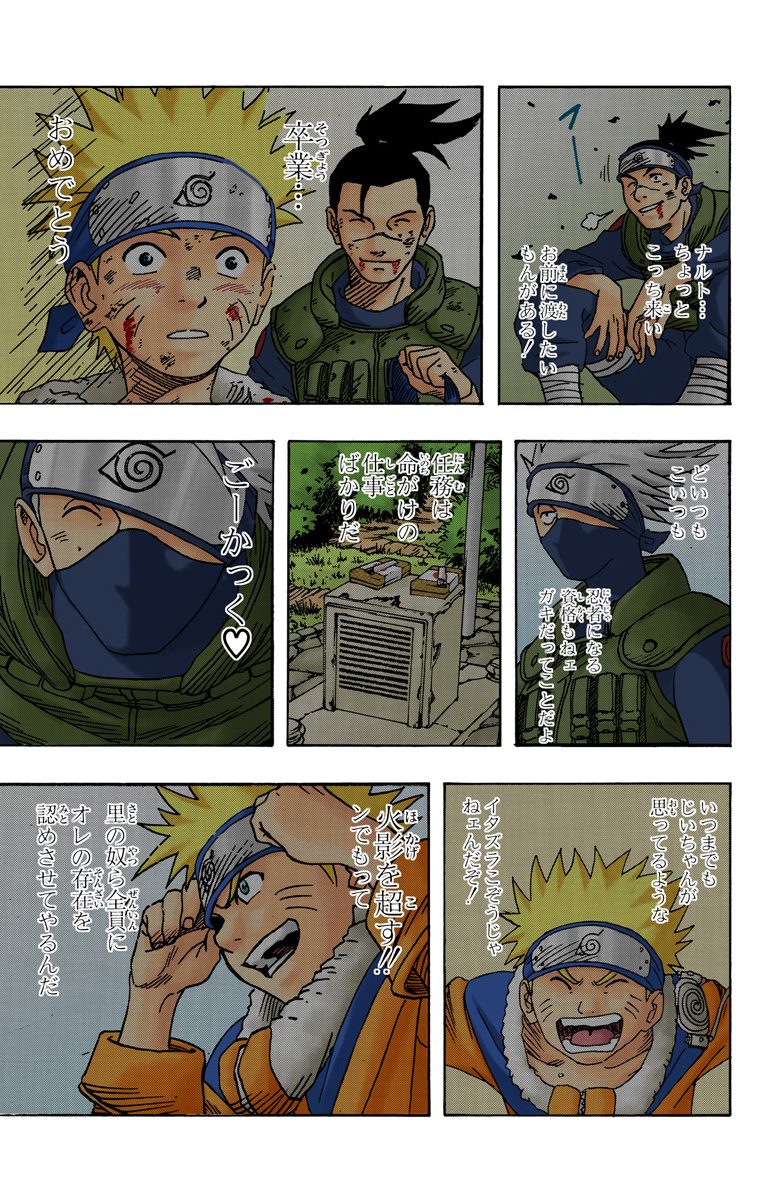 ナルト…
ちょっと
こっち来い
お前に渡したい
もんがある!
卒業…
おめでとう
どいつも
こいつも
忍者になる
資格もねェ
ガキだってことだよ
任務は
命がけの
仕事
ばかりだ
ごーかっく♡
いつまでも
じいちゃんが
思ってるような
イタズラこぞうじゃ
ねェんだぞ!
火影を超す!!
ンでもって
里の奴ら全員に
オレの存在を
認めさせてやるんだ